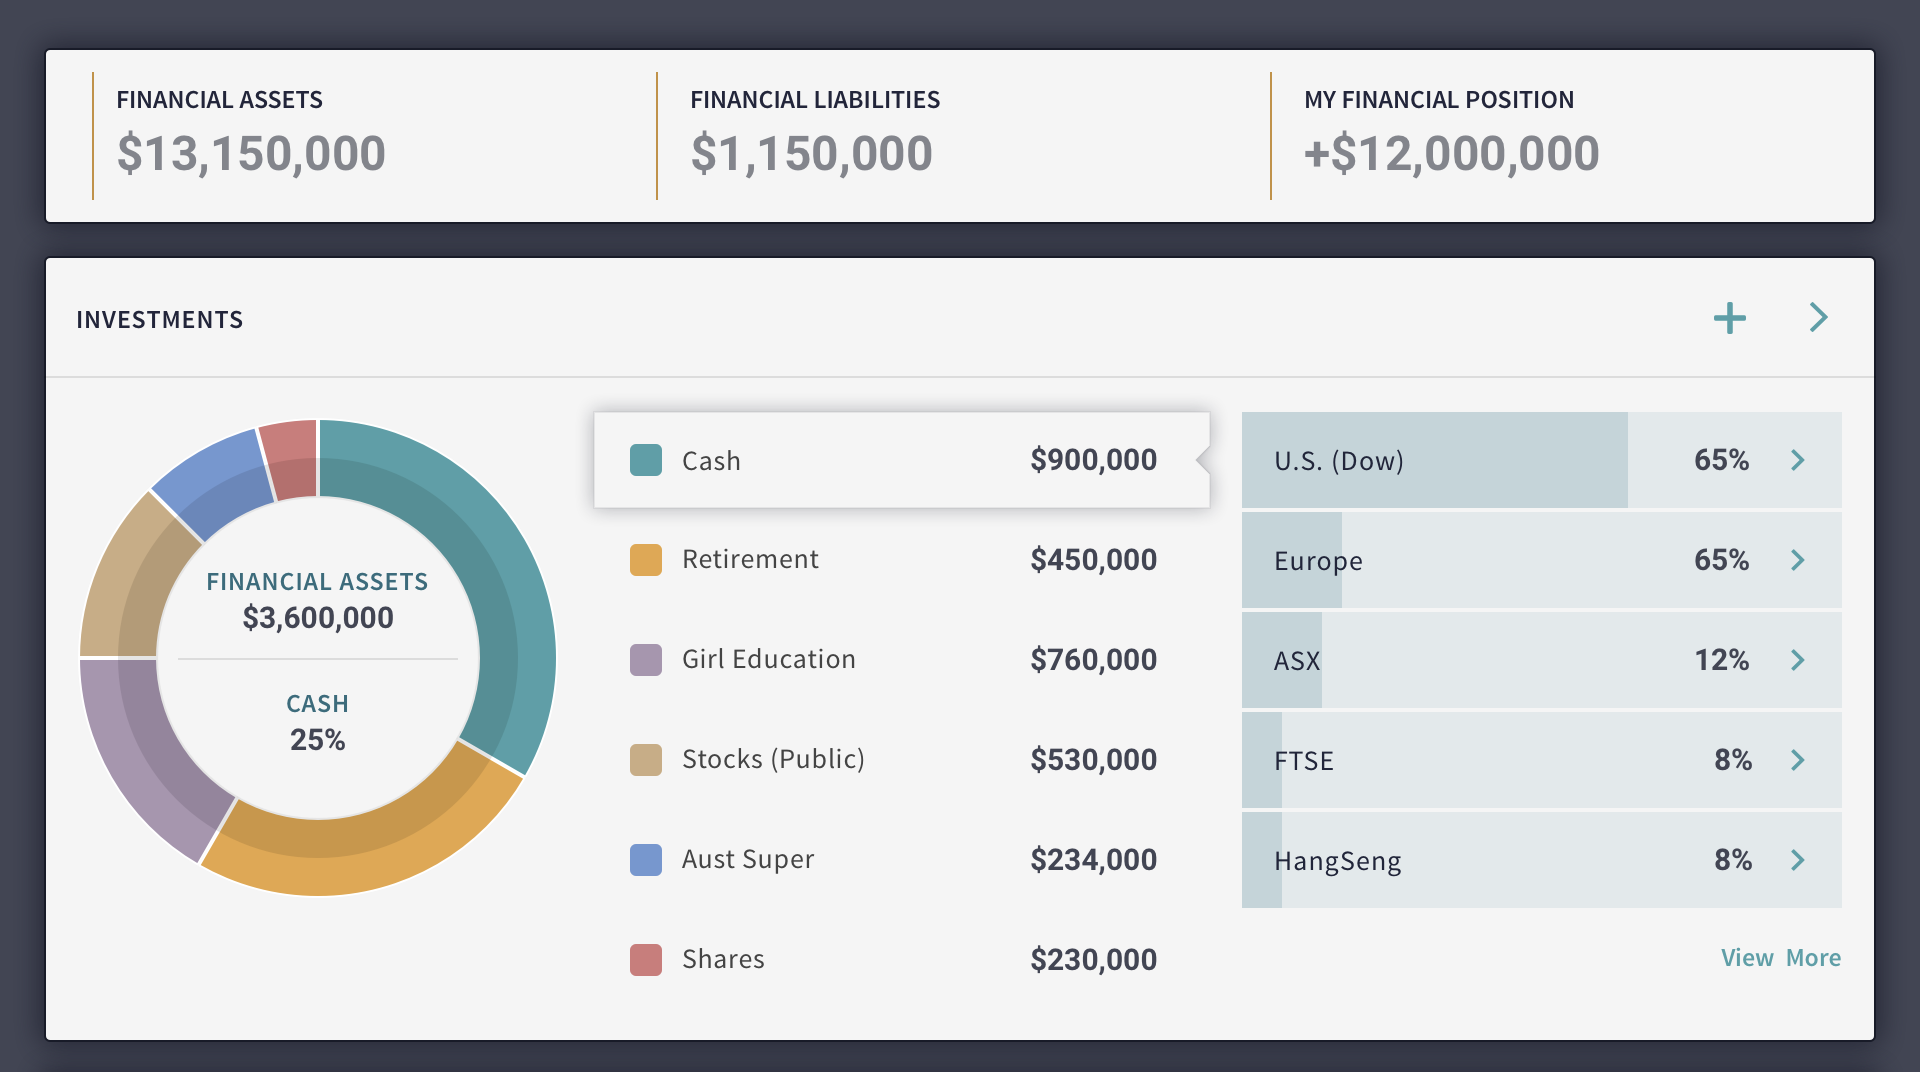 FINANCIAL ASSETS
$13,150,000
FINANCIAL LIABILITIES
$1,150,000
MY FINANCIAL POSITION
+$12,000,000
INVESTMENTS
FINANCIAL ASSETS
$3,600,000
CASH
25%
Cash $900,000
Retirement $450,000
Girl Education $760,000
Stocks (Public) $530,000
Aust Super $234,000
Shares $230,000
U.S. (Dow) 65%
Europe 65%
ASX 12%
FTSE 8%
HangSeng 8%
View More